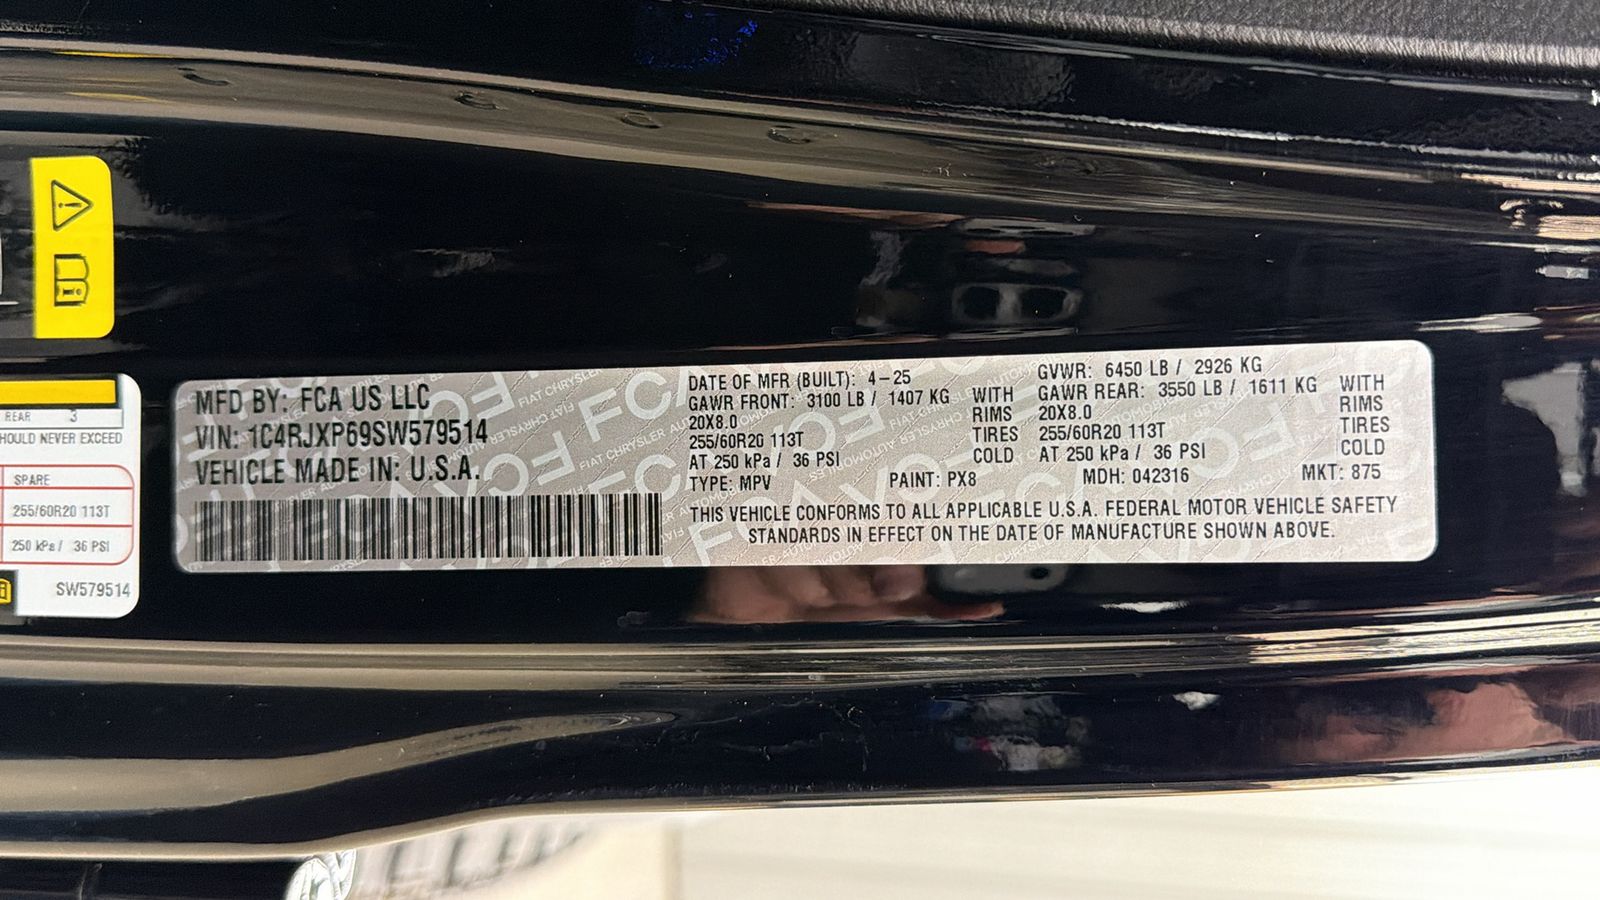 MFD BY: FCA US LLC
VIN: 1C4RJXP69SW579514
VEHICLE MADE IN: U.S.A.
DATE OF MFR (BUILT): 4-25
GAWR FRONT: 3100 LB / 1407 KG WITH
20X8.0 RIMS
255/60R20 113T TIRES
AT 250 kPa / 36 PSI COLD
GVWR: 6450 LB / 2926 KG
GAWR REAR: 3550 LB / 1611 KG WITH
20X8.0 RIMS
255/60R20 113T TIRES
AT 250 kPa / 36 PSI COLD
TYPE: MPV PAINT: PX8 MDH: 042316 MKT: 875
THIS VEHICLE CONFORMS TO ALL APPLICABLE U.S.A. FEDERAL MOTOR VEHICLE SAFETY
STANDARDS IN EFFECT ON THE DATE OF MANUFACTURE SHOWN ABOVE.
REAR 3
HOULD NEVER EXCEED
SPARE
255/60R20 113T
250 kPa / 36 PSI
SW579514